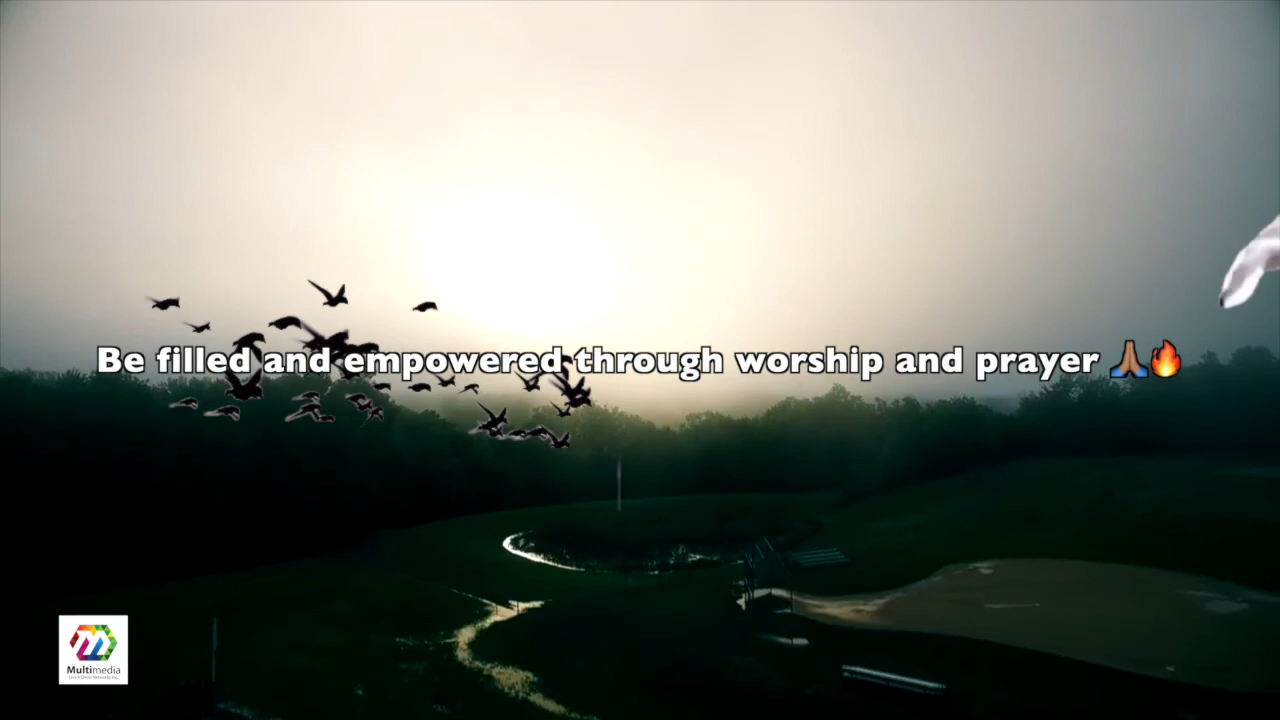 Be filled and empowered through worship and prayer 🙏🏽🔥
Multimedia